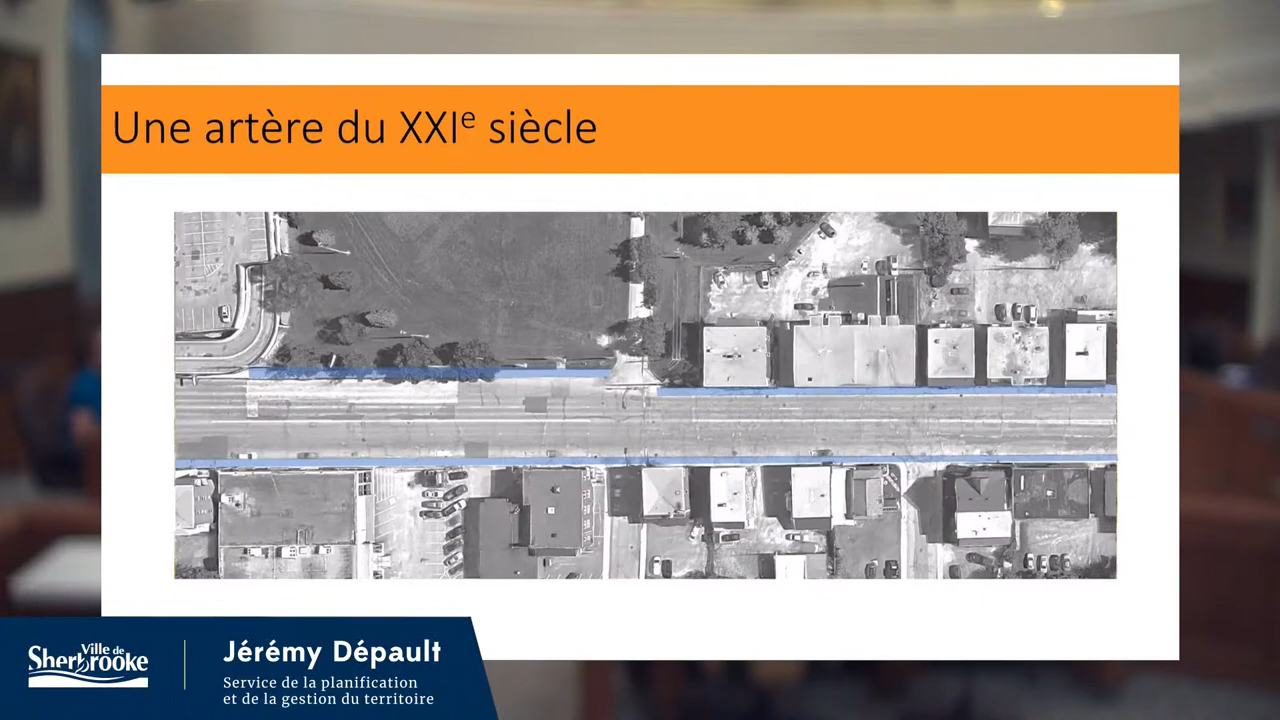 Une artère du XXIe siècle
Ville de
Sherbrooke
Jérémy Dépault
Service de la planification
et de la gestion du territoire